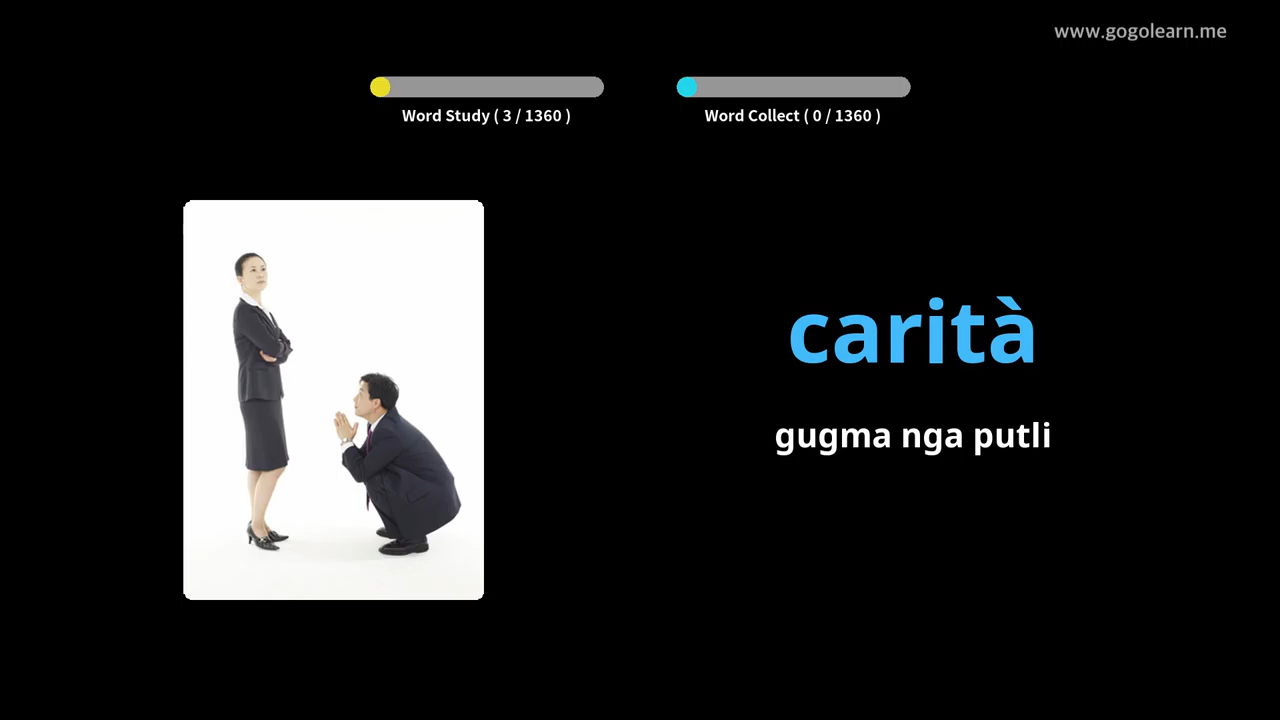 www.gogolearn.me
Word Study ( 3 / 1360 )
Word Collect ( 0 / 1360 )
carità
gugma nga putli